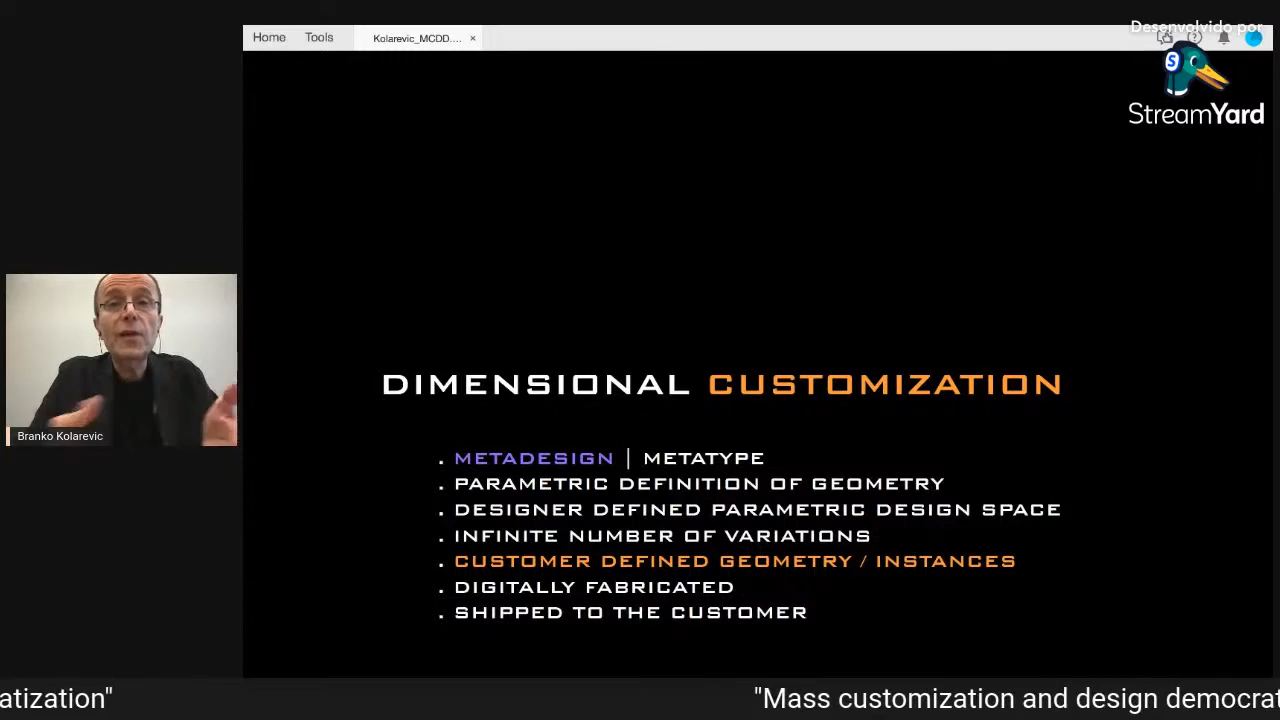 Home Tools Kolarevic_MCDD.... ×
Desenvolvido por
S
StreamYard
DIMENSIONAL CUSTOMIZATION
. METADESIGN | METATYPE
. PARAMETRIC DEFINITION OF GEOMETRY
. DESIGNER DEFINED PARAMETRIC DESIGN SPACE
. INFINITE NUMBER OF VARIATIONS
. CUSTOMER DEFINED GEOMETRY / INSTANCES
. DIGITALLY FABRICATED
. SHIPPED TO THE CUSTOMER
Branko Kolarevic
atization" "Mass customization and design democrat